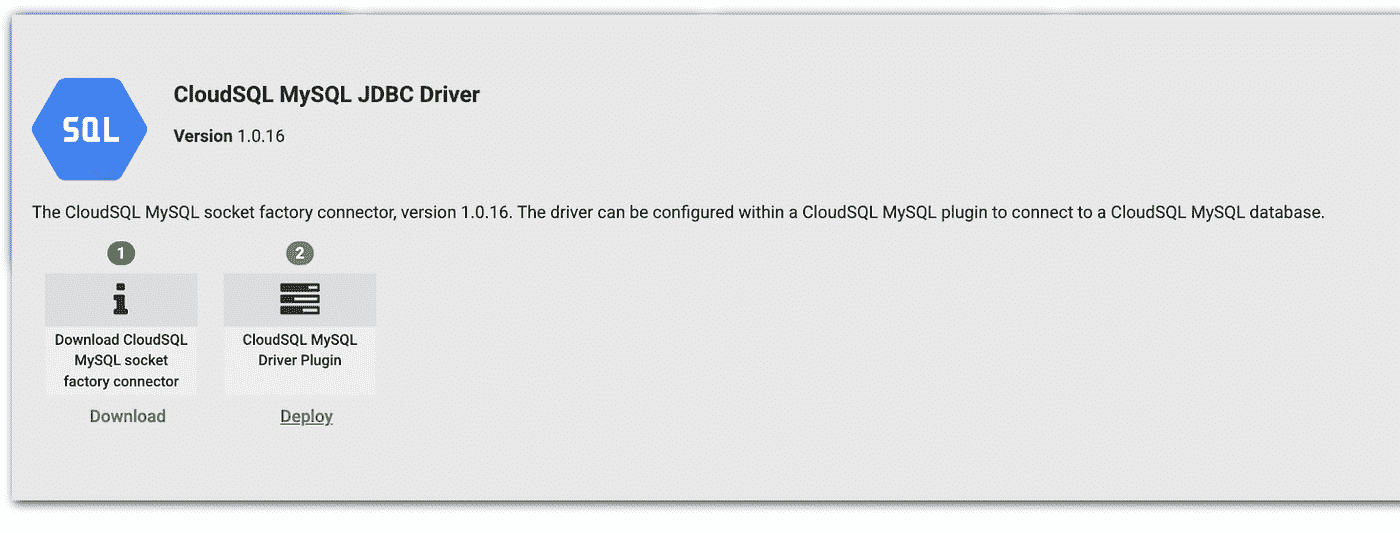 SQL
CloudSQL MySQL JDBC Driver
Version 1.0.16
The CloudSQL MySQL socket factory connector, version 1.0.16. The driver can be configured within a CloudSQL MySQL plugin to connect to a CloudSQL MySQL database.
1
Download CloudSQL
MySQL socket
factory connector
Download
2
CloudSQL MySQL
Driver Plugin
Deploy